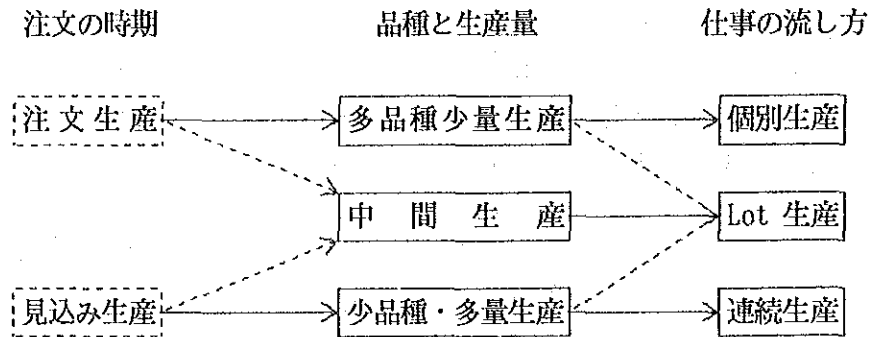 注文の時期 品種と生産量 仕事の流し方
注文生産 多品種少量生産 個別生産
中間生産 Lot 生産
見込み生産 少品種・多量生産 連続生産